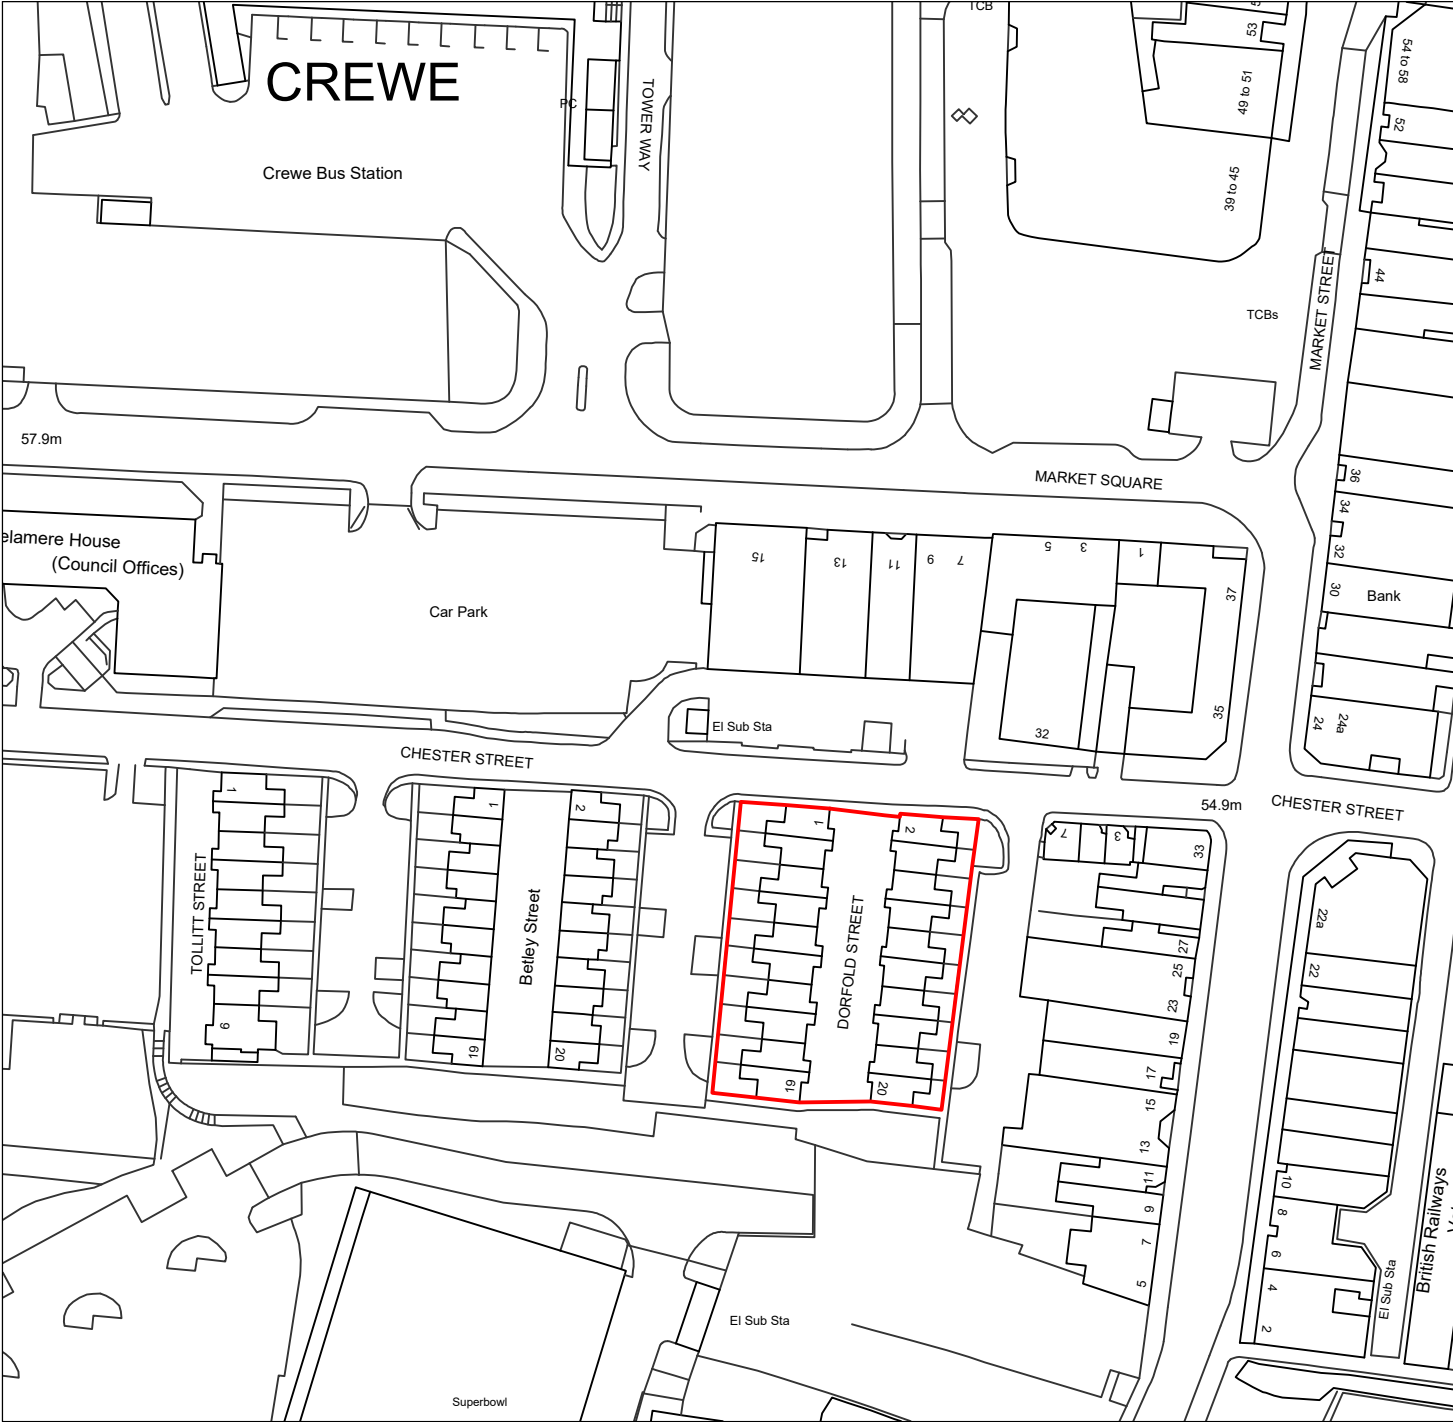 TCB
53
54 to 58
CREWE
49 to 51
PC
TOWER WAY
52
Crewe Bus Station
39 to 45
MARKET STREET
44
TCBs
57.9m
MARKET SQUARE
36
34
elamere House
(Council Offices)
15
13
11
9
7
5
3
1
32
30
Bank
37
Car Park
35
24
24a
El Sub Sta
32
CHESTER STREET
54.9m
CHESTER STREET
1
1
2
1
2
7
3
33
TOLLITT STREET
Betley Street
DORFOLD STREET
22a
27
25
22
23
19
9
19
20
19
20
17
15
13
11
10
9
8
7
6
5
4
2
British Railways
El Sub Sta
El Sub Sta
Superbowl